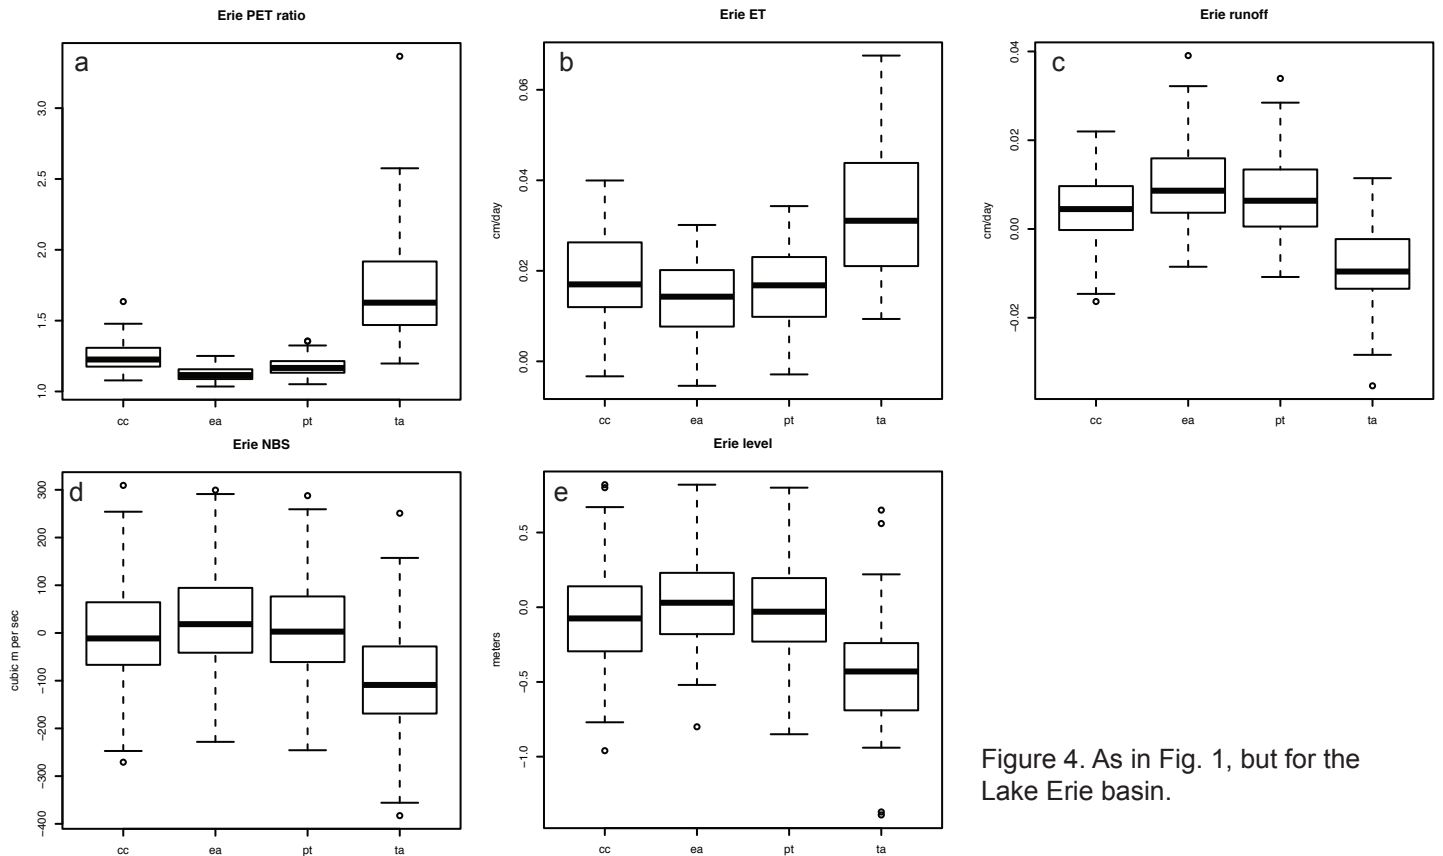 Erie PET ratio
a
1.0 1.5 2.0 2.5 3.0
cc ea pt ta
Erie ET
b
cm/day
0.00 0.02 0.04 0.06
cc ea pt ta
Erie runoff
c
cm/day
−0.02 0.00 0.02 0.04
cc ea pt ta
Erie NBS
d
cubic m per sec
−400 −300 −200 −100 0 100 200 300
cc ea pt ta
Erie level
e
meters
−1.0 −0.5 0.0 0.5
cc ea pt ta
Figure 4. As in Fig. 1, but for the
Lake Erie basin.